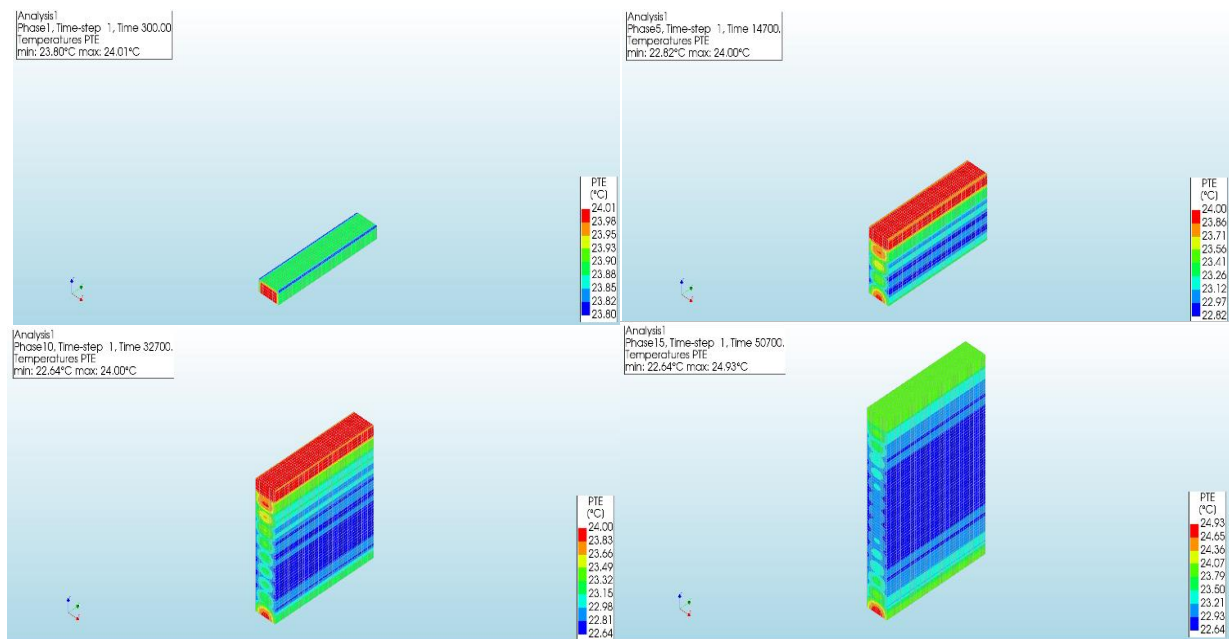 Analysis1
Phase1, Time-step 1, Time 300.00
Temperatures PTE
min: 23.80°C max: 24.01°C
PTE
(°C)
24.01
23.98
23.95
23.93
23.90
23.88
23.85
23.82
23.80
Analysis1
Phase5, Time-step 1, Time 14700.
Temperatures PTE
min: 22.82°C max: 24.00°C
PTE
(°C)
24.00
23.86
23.71
23.56
23.41
23.26
23.12
22.97
22.82
Analysis1
Phase10, Time-step 1, Time 32700.
Temperatures PTE
min: 22.64°C max: 24.00°C
PTE
(°C)
24.00
23.83
23.66
23.49
23.32
23.15
22.98
22.81
22.64
Analysis1
Phase15, Time-step 1, Time 50700.
Temperatures PTE
min: 22.64°C max: 24.93°C
PTE
(°C)
24.93
24.65
24.36
24.07
23.79
23.50
23.21
22.93
22.64